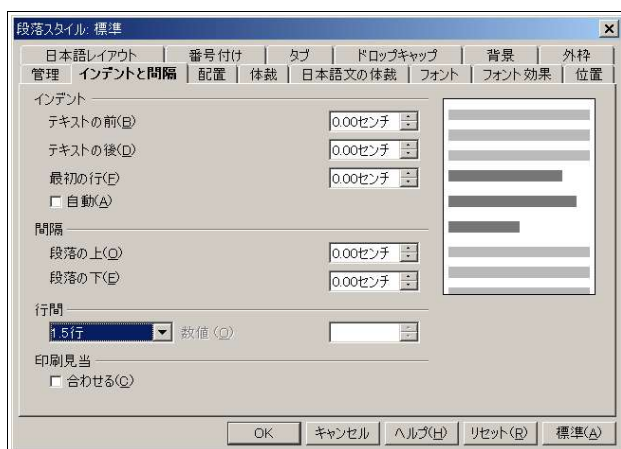 段落スタイル: 標準
日本語レイアウト 番号付け タブ ドロップキャップ 背景 外枠
管理 インデントと間隔 配置 体裁 日本語文の体裁 フォント フォント効果 位置
インデント
テキストの前(B) 0.00センチ
テキストの後(D) 0.00センチ
最初の行(F) 0.00センチ
自動(A)
間隔
段落の上(O) 0.00センチ
段落の下(E) 0.00センチ
行間
1.5行 数値(O)
印刷見当
合わせる(C)
OK キャンセル ヘルプ(H) リセット(R) 標準(A)